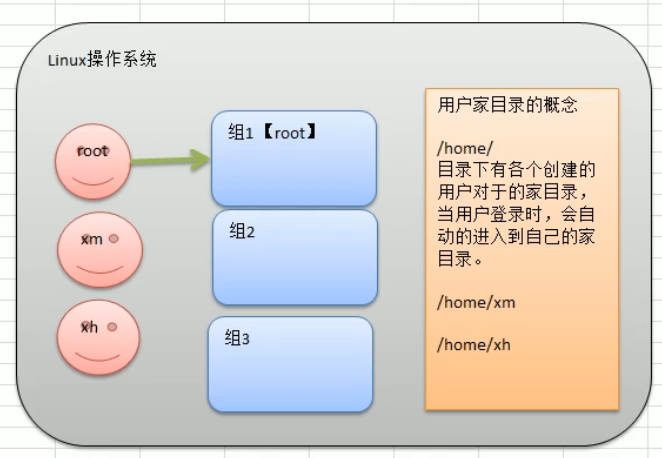 Linux操作系统
root
xm
xh
组1【root】
组2
组3
用户家目录的概念
/home/
目录下有各个创建的
用户对于的家目录，
当用户登录时，会自
动的进入到自己的家
目录。
/home/xm
/home/xh